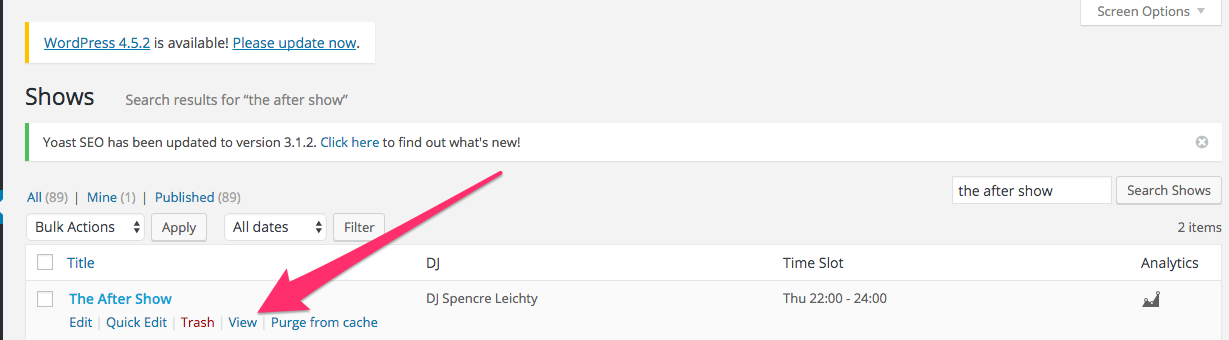 Screen Options
WordPress 4.5.2 is available! Please update now.
Shows Search results for “the after show”
Yoast SEO has been updated to version 3.1.2. Click here to find out what's new!
All (89) | Mine (1) | Published (89)
the after show Search Shows
Bulk Actions Apply All dates Filter
2 items
Title DJ Time Slot Analytics
The After Show DJ Spencre Leichty Thu 22:00 - 24:00
Edit | Quick Edit | Trash | View | Purge from cache